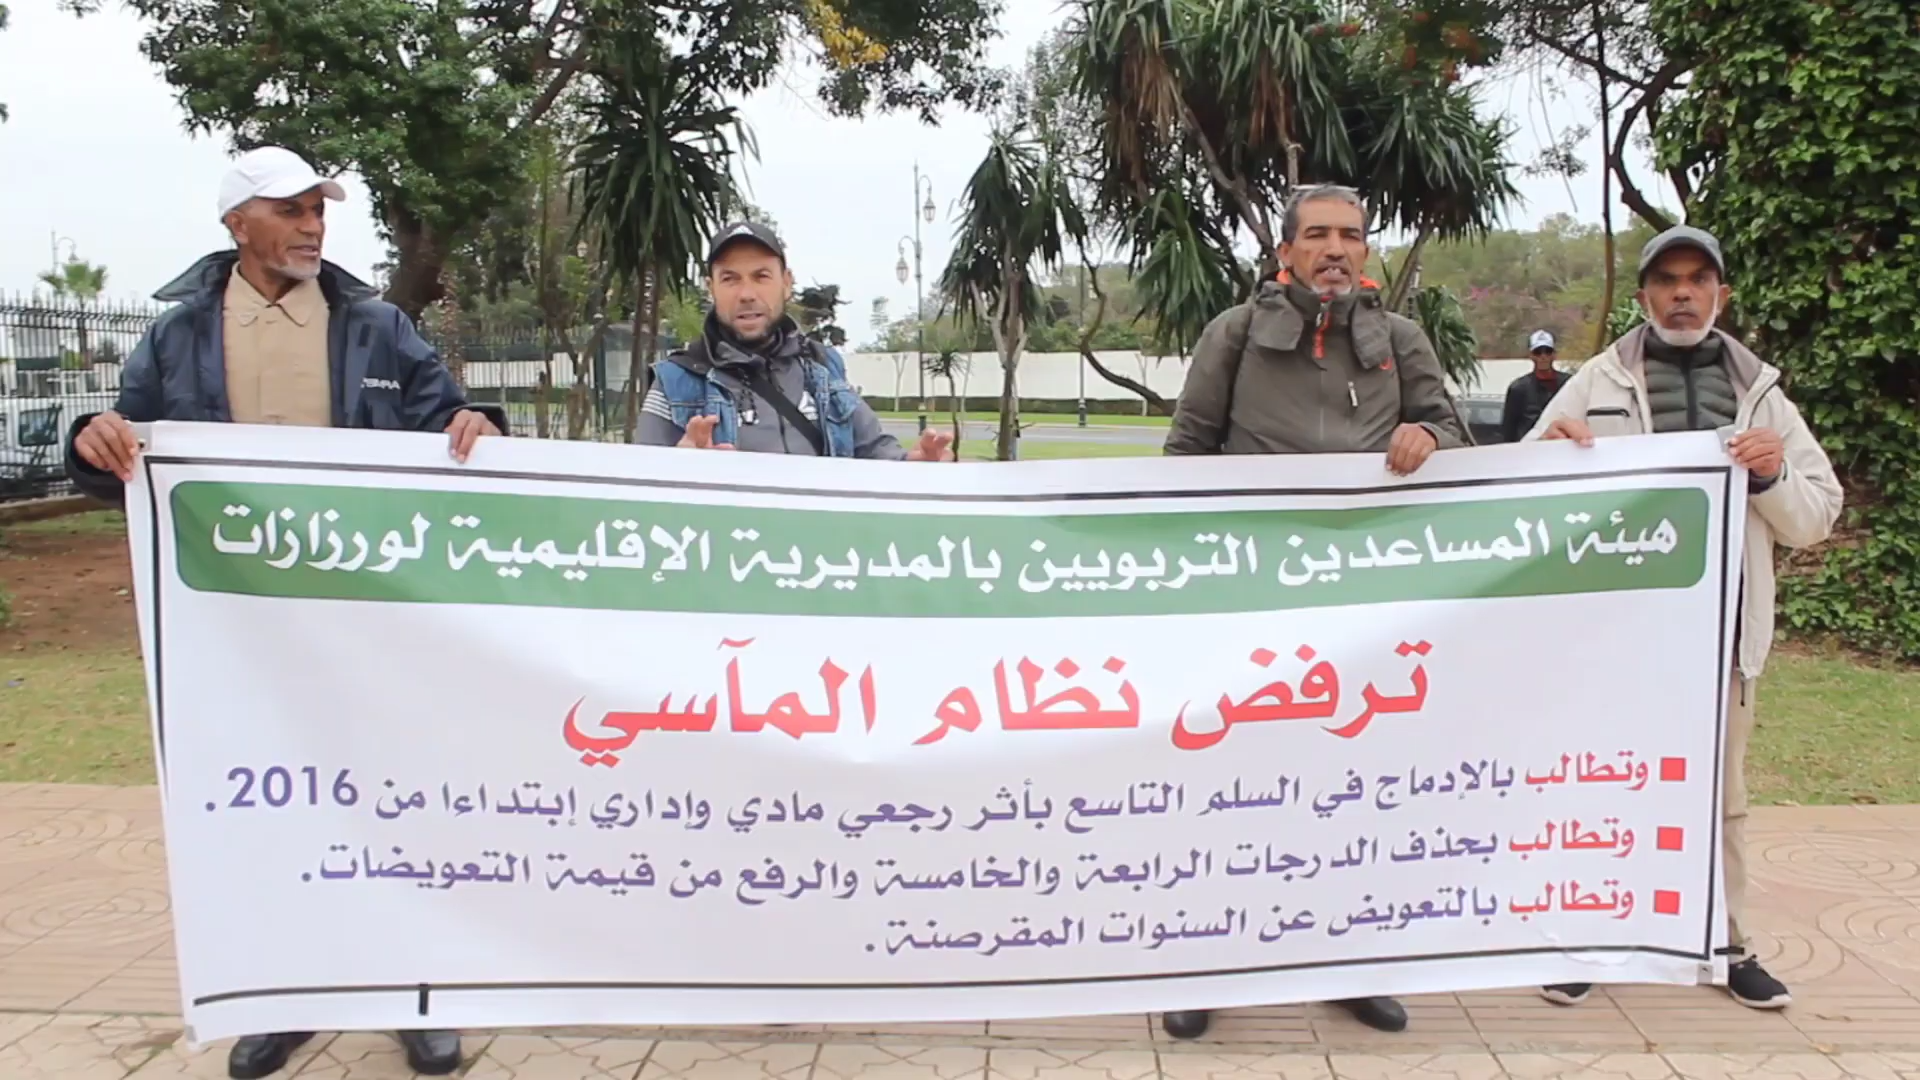 هيئة المساعدين التربويين بالمديرية الإقليمية لورزازات
ترفض نظام المآسي
وتطالب بالإدماج في السلم التاسع بأثر رجعي مادي وإداري إبتداءا من 2016.
وتطالب بحذف الدرجات الرابعة والخامسة والرفع من قيمة التعويضات.
وتطالب بالتعويض عن السنوات المقرصنة.